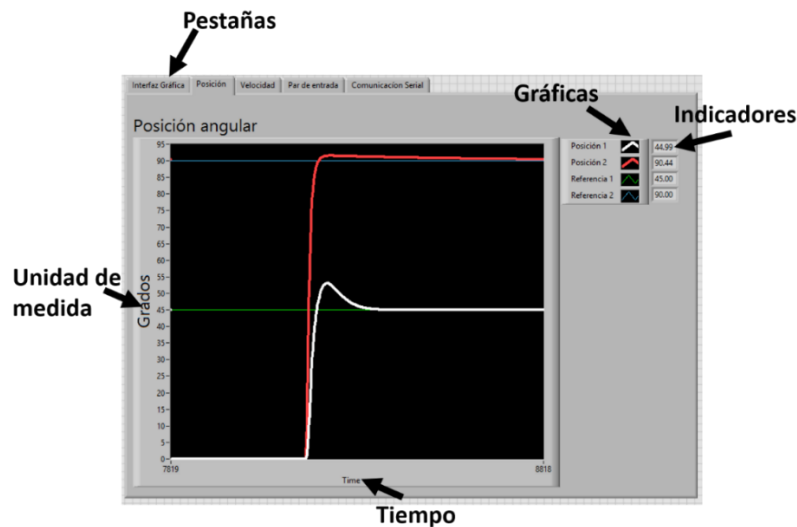 Pestañas
Interfaz Gráfica Posición Velocidad Par de entrada Comunicacíon Serial
Gráficas
Indicadores
Posición angular
Posición 1 44.99
Posición 2 90.44
Referencia 1 45.00
Referencia 2 90.00
Unidad de
medida
Grados
95
90
85
80
75
70
65
60
55
50
45
40
35
30
25
20
15
10
5
0
7819 8818
Time
Tiempo